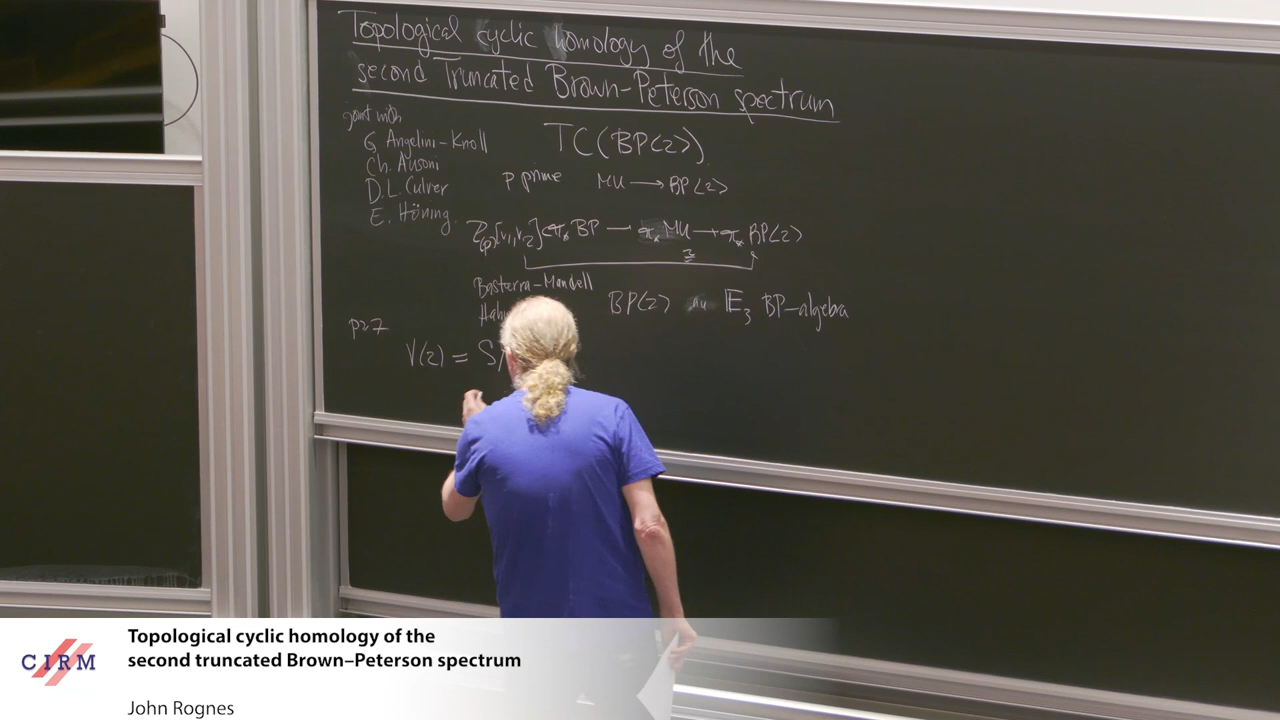 Topological cyclic homology of the
second Truncated Brown-Peterson spectrum
joint with
G. Angelini-Knoll
Ch. Ausoni
D.L. Culver
E. Höning
TC(BP⟨2⟩)
p prime MU → BP⟨2⟩
Z(p)[v1,v2] ⊂ π* BP → π* MU → π* BP⟨2⟩
≅
Basterra-Mandell
BP⟨2⟩ an E3 BP-algebra
p≥7
V(2) = S/
CIRM
Topological cyclic homology of the
second truncated Brown–Peterson spectrum
John Rognes